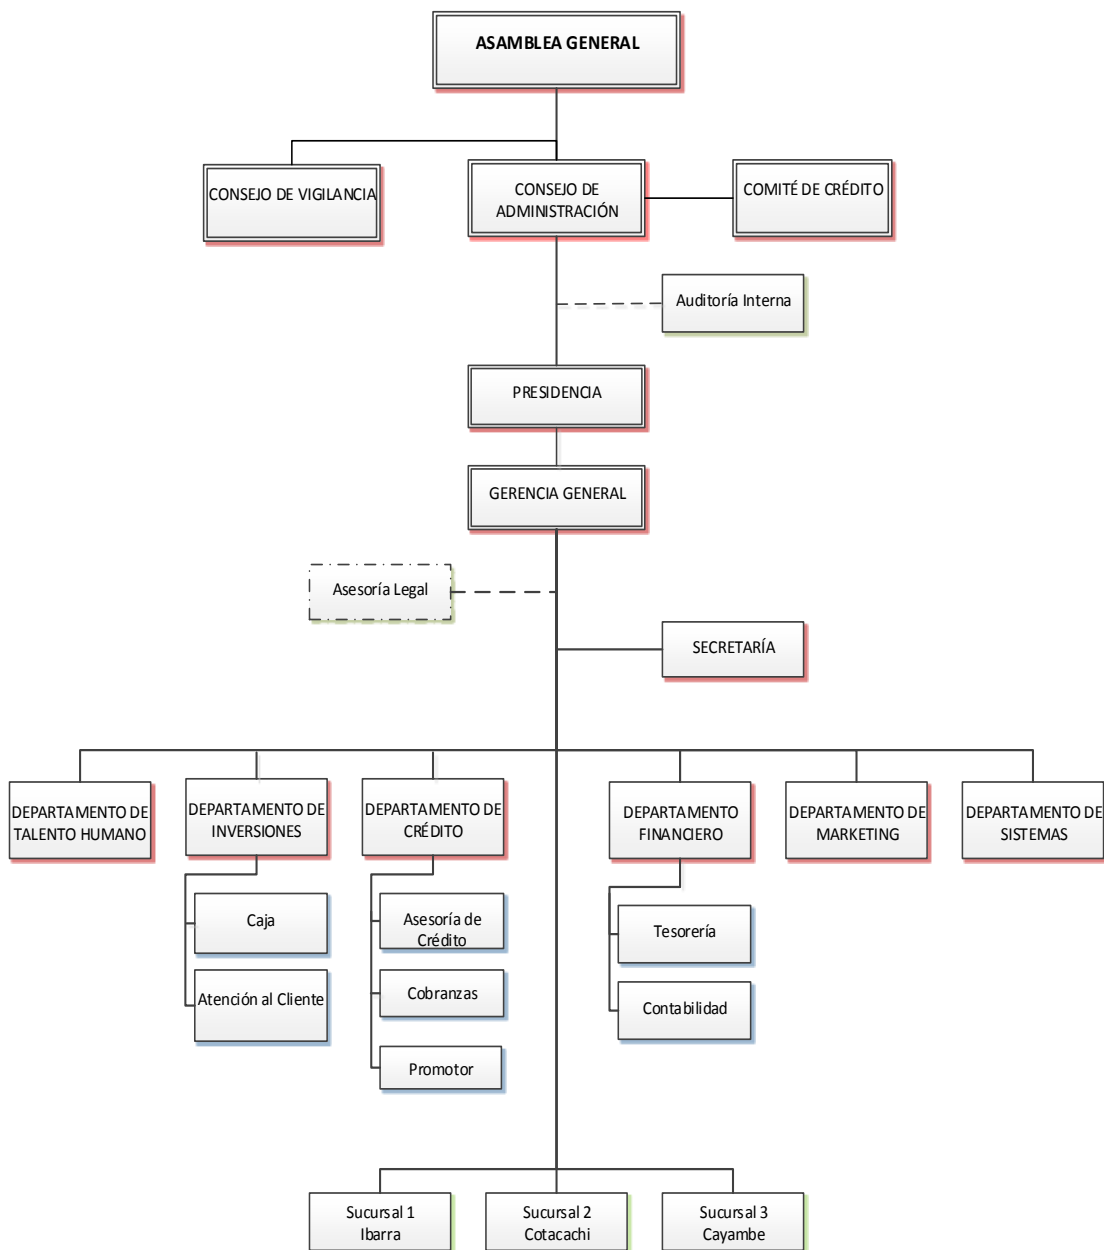 ASAMBLEA GENERAL
CONSEJO DE VIGILANCIA
CONSEJO DE
ADMINISTRACIÓN
COMITÉ DE CRÉDITO
Auditoría Interna
PRESIDENCIA
GERENCIA GENERAL
Asesoría Legal
SECRETARÍA
DEPARTAMENTO DE
TALENTO HUMANO
DEPARTAMENTO DE
INVERSIONES
DEPARTAMENTO DE
CRÉDITO
DEPARTAMENTO
FINANCIERO
DEPARTAMENTO DE
MARKETING
DEPARTAMENTO DE
SISTEMAS
Caja
Atención al Cliente
Asesoría de
Crédito
Cobranzas
Promotor
Tesorería
Contabilidad
Sucursal 1
Ibarra
Sucursal 2
Cotacachi
Sucursal 3
Cayambe